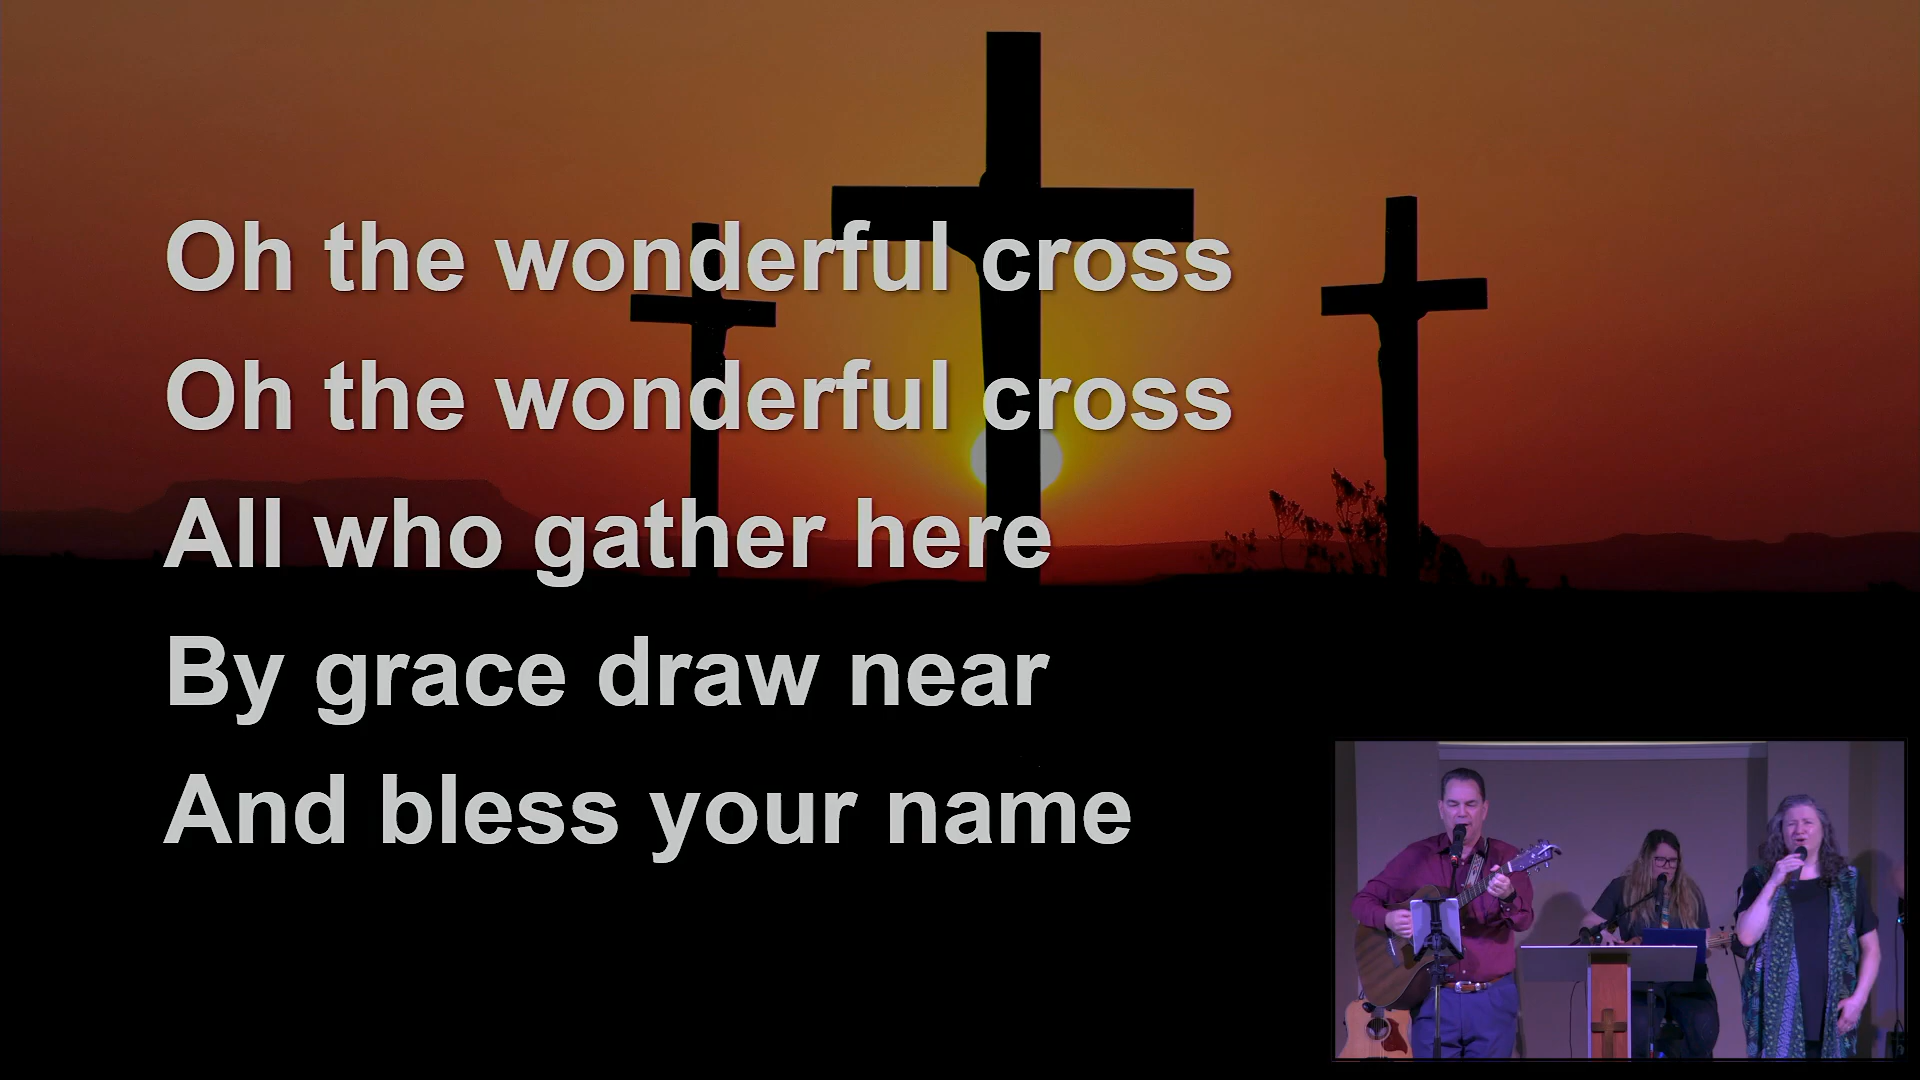 Oh the wonderful cross
Oh the wonderful cross
All who gather here
By grace draw near
And bless your name